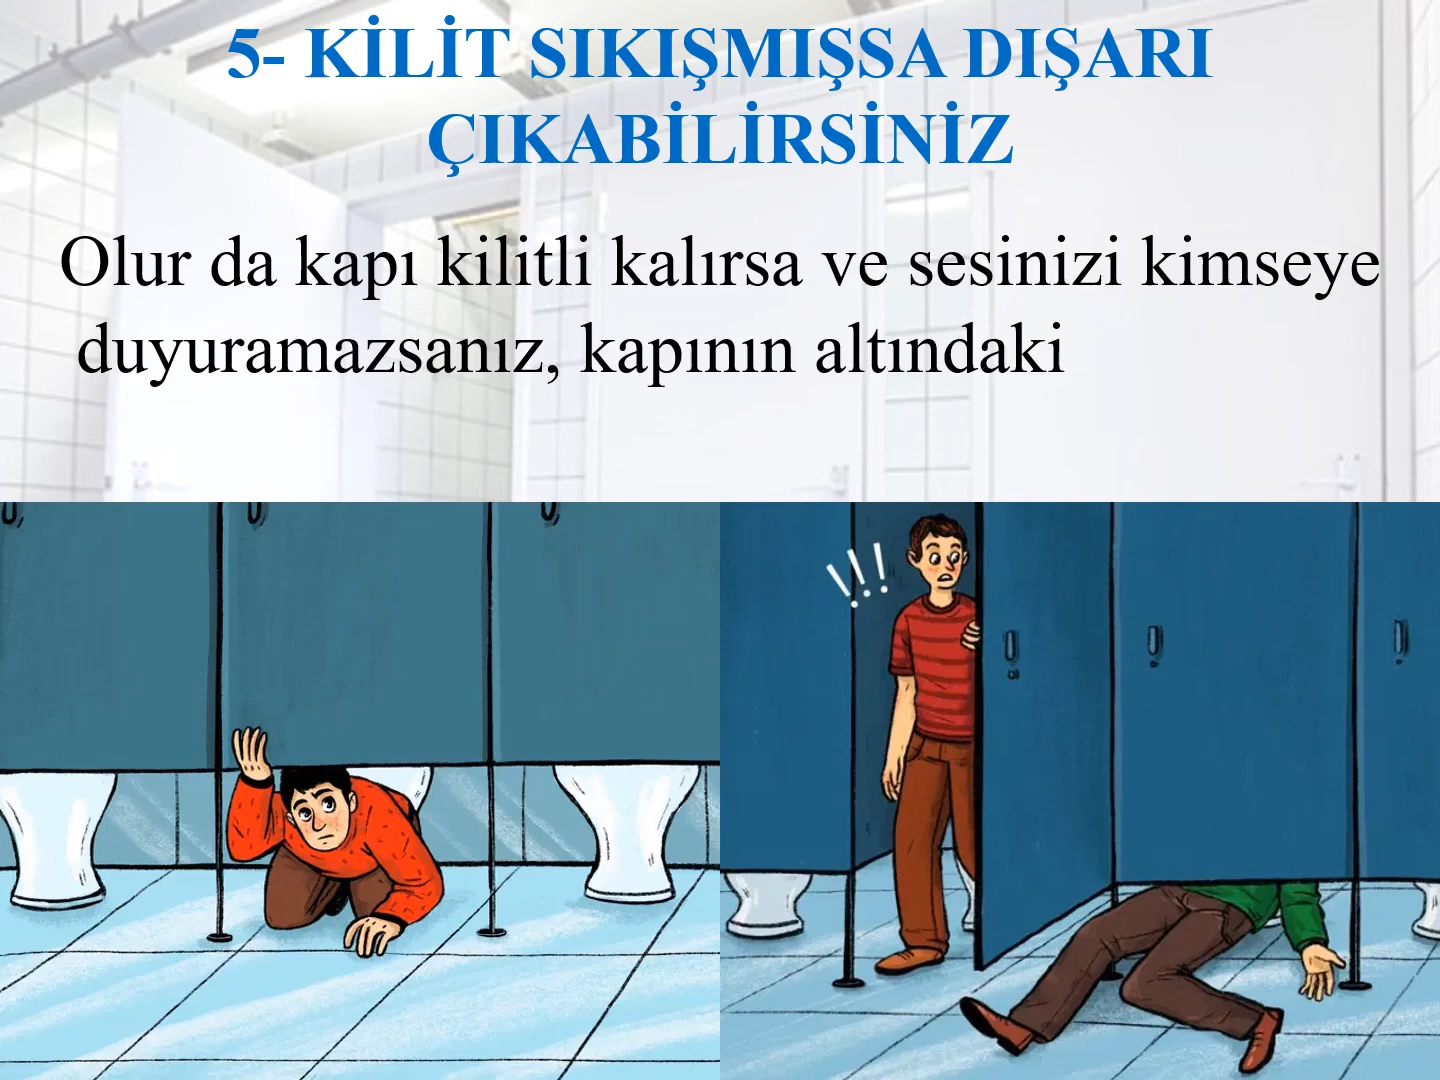 5- KİLİT SIKIŞMIŞSA DIŞARI
ÇIKABİLİRSİNİZ
Olur da kapı kilitli kalırsa ve sesinizi kimseye
duyuramazsanız, kapının altındaki
!!!